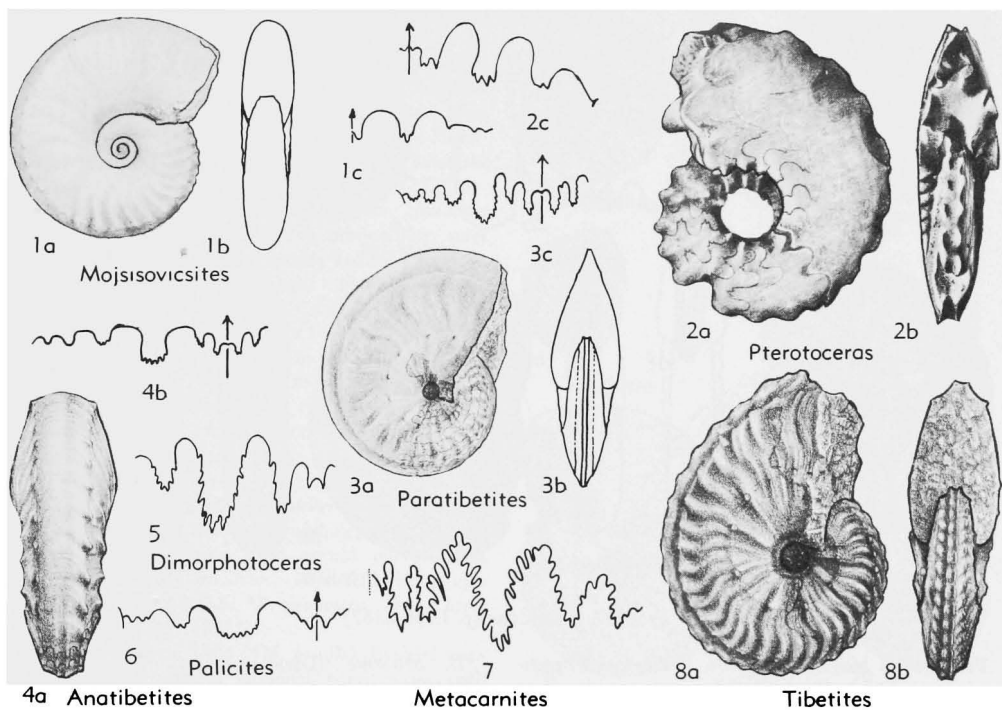 1a
1b
Mojsisovicsites
1c
2c
3c
2a
2b
Pterotoceras
4b
3a
3b
Paratibetites
5
Dimorphotoceras
6
Palicites
7
8a
8b
4a Anatibetites
Metacarnites
Tibetites